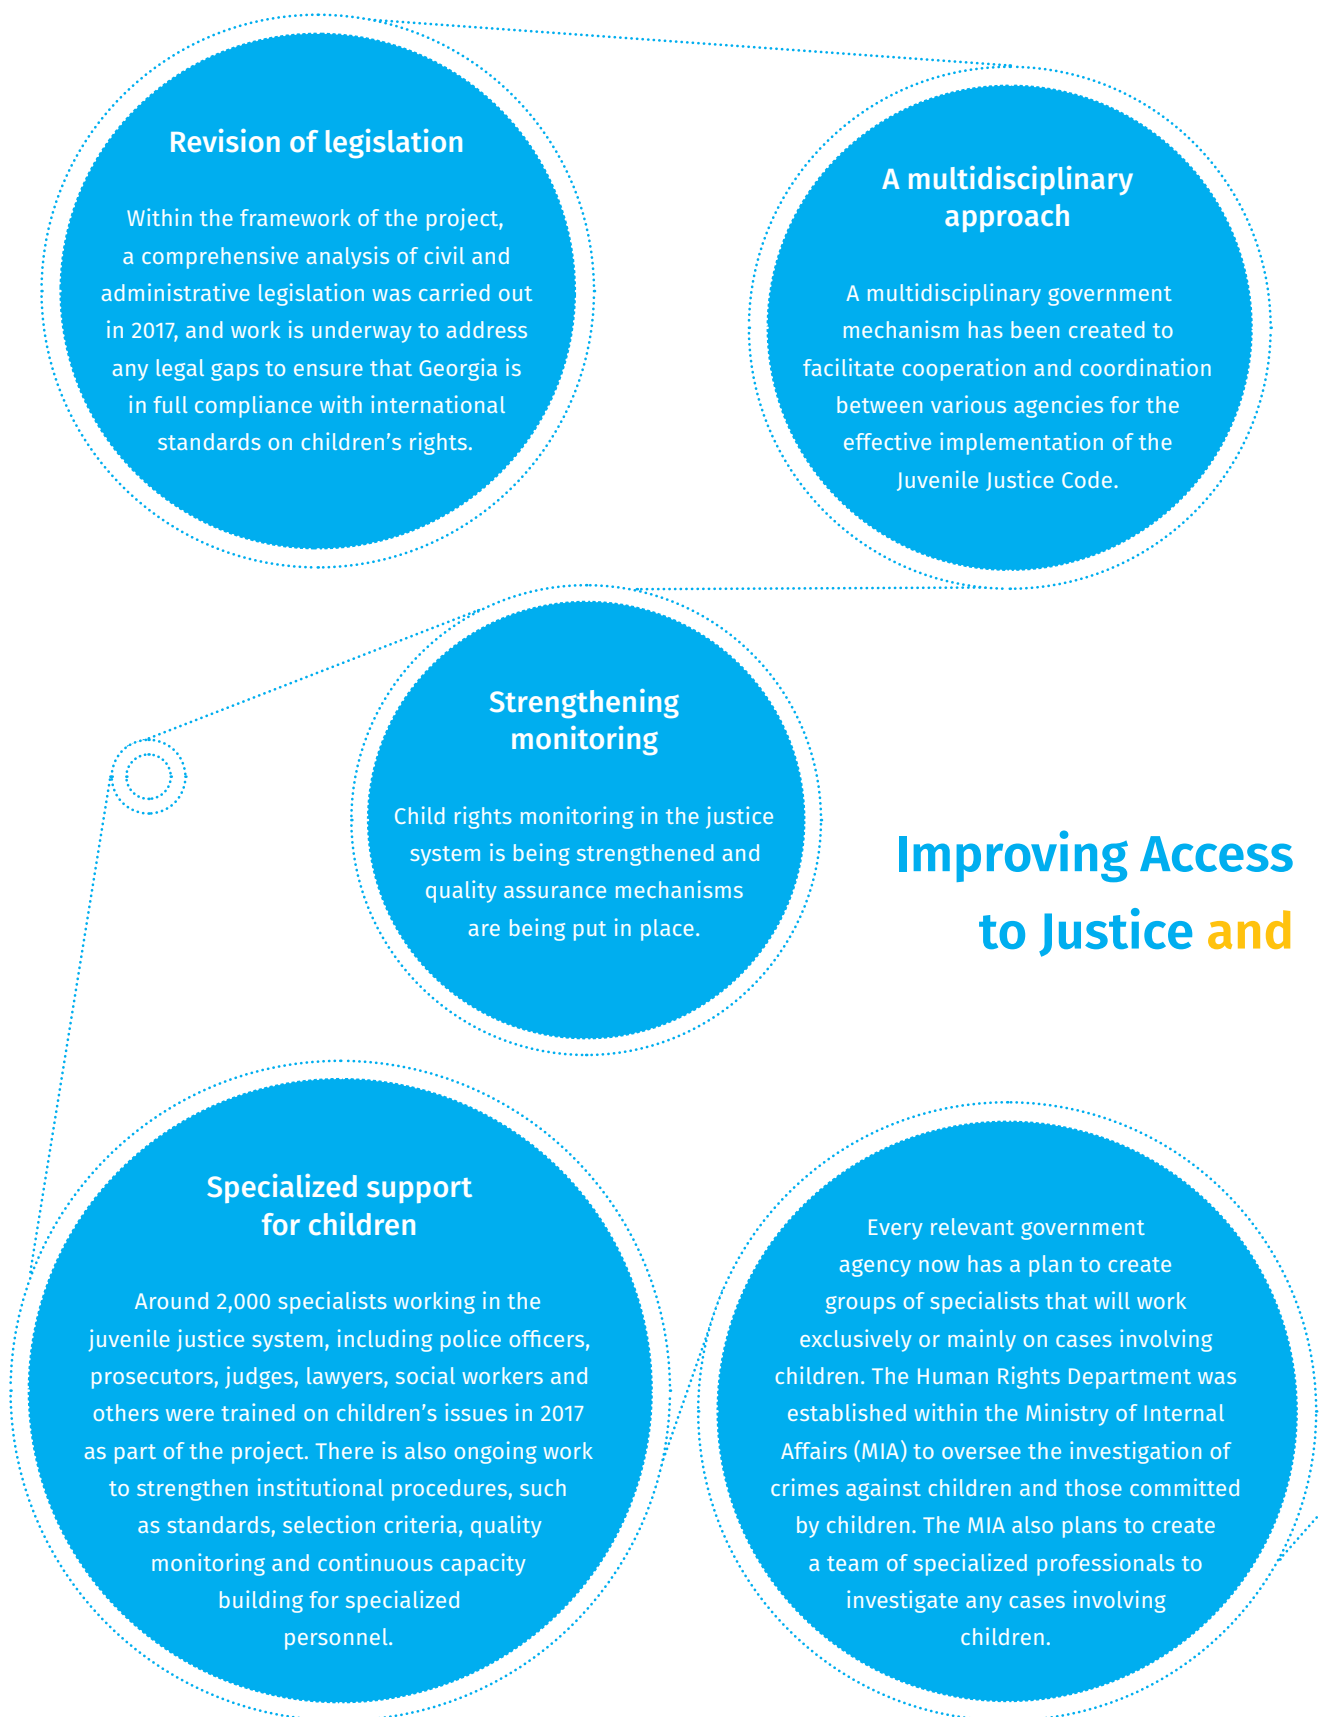 Revision of legislation
Within the framework of the project,
a comprehensive analysis of civil and
administrative legislation was carried out
in 2017, and work is underway to address
any legal gaps to ensure that Georgia is
in full compliance with international
standards on children’s rights.
A multidisciplinary
approach
A multidisciplinary government
mechanism has been created to
facilitate cooperation and coordination
between various agencies for the
effective implementation of the
Juvenile Justice Code.
Strengthening
monitoring
Child rights monitoring in the justice
system is being strengthened and
quality assurance mechanisms
are being put in place.
Improving Access
to Justice and
Specialized support
for children
Around 2,000 specialists working in the
juvenile justice system, including police officers,
prosecutors, judges, lawyers, social workers and
others were trained on children’s issues in 2017
as part of the project. There is also ongoing work
to strengthen institutional procedures, such
as standards, selection criteria, quality
monitoring and continuous capacity
building for specialized
personnel.
Every relevant government
agency now has a plan to create
groups of specialists that will work
exclusively or mainly on cases involving
children. The Human Rights Department was
established within the Ministry of Internal
Affairs (MIA) to oversee the investigation of
crimes against children and those committed
by children. The MIA also plans to create
a team of specialized professionals to
investigate any cases involving
children.